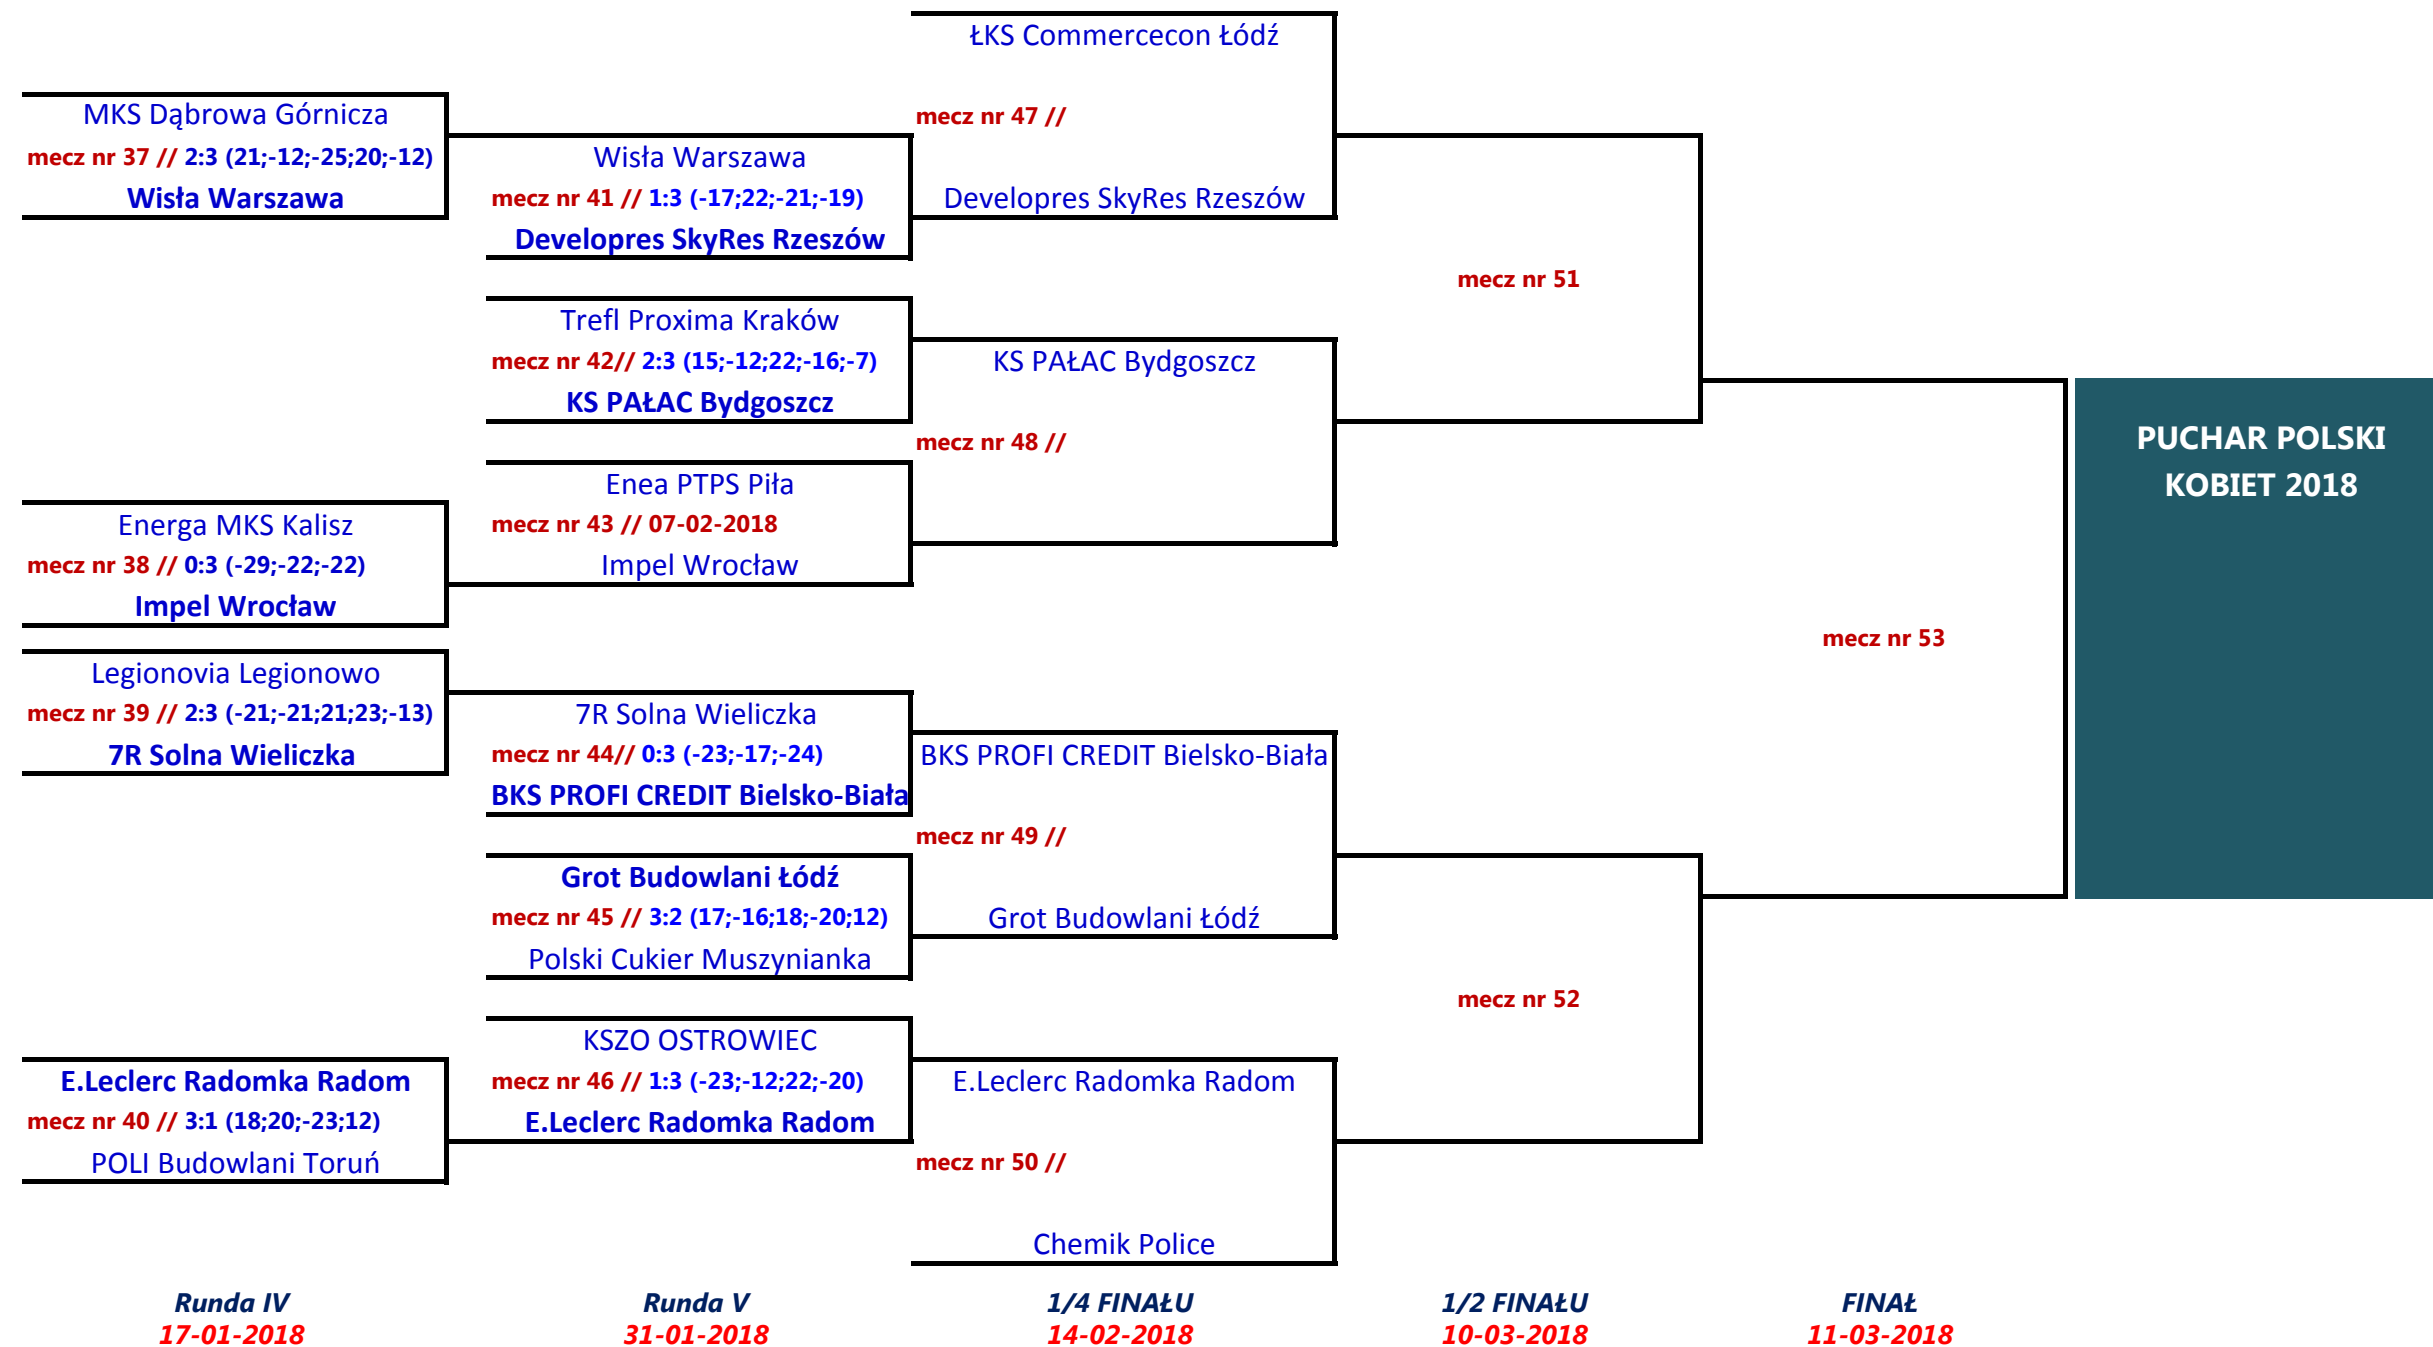 MKS Dąbrowa Górnicza
mecz nr 37 // 2:3 (21;-12;-25;20;-12)
Wisła Warszawa
Energa MKS Kalisz
mecz nr 38 // 0:3 (-29;-22;-22)
Impel Wrocław
Legionovia Legionowo
mecz nr 39 // 2:3 (-21;-21;21;23;-13)
7R Solna Wieliczka
E.Leclerc Radomka Radom
mecz nr 40 // 3:1 (18;20;-23;12)
POLI Budowlani Toruń
Runda IV
17-01-2018
Wisła Warszawa
mecz nr 41 // 1:3 (-17;22;-21;-19)
Developres SkyRes Rzeszów
Trefl Proxima Kraków
mecz nr 42// 2:3 (15;-12;22;-16;-7)
KS PAŁAC Bydgoszcz
Enea PTPS Piła
mecz nr 43 // 07-02-2018
Impel Wrocław
7R Solna Wieliczka
mecz nr 44// 0:3 (-23;-17;-24)
BKS PROFI CREDIT Bielsko-Biała
Grot Budowlani Łódź
mecz nr 45 // 3:2 (17;-16;18;-20;12)
Polski Cukier Muszynianka
KSZO OSTROWIEC
mecz nr 46 // 1:3 (-23;-12;22;-20)
E.Leclerc Radomka Radom
Runda V
31-01-2018
ŁKS Commercecon Łódź
mecz nr 47 //
Developres SkyRes Rzeszów
KS PAŁAC Bydgoszcz
mecz nr 48 //
BKS PROFI CREDIT Bielsko-Biała
mecz nr 49 //
Grot Budowlani Łódź
E.Leclerc Radomka Radom
mecz nr 50 //
Chemik Police
1/4 FINAŁU
14-02-2018
mecz nr 51
mecz nr 52
1/2 FINAŁU
10-03-2018
mecz nr 53
FINAŁ
11-03-2018
PUCHAR POLSKI
KOBIET 2018